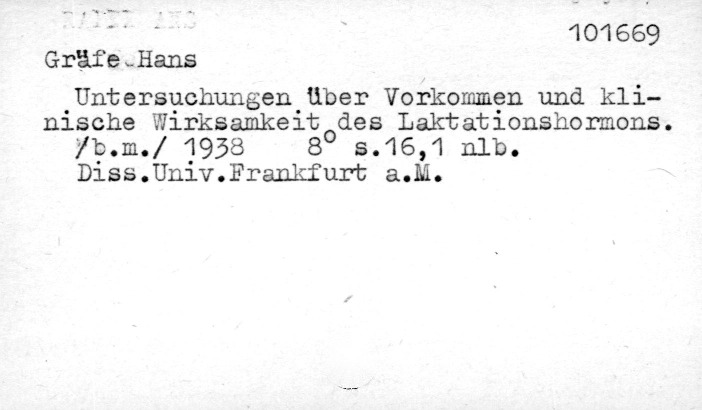 101669
Gräfe Hans
Untersuchungen über Vorkommen und kli-
nische Wirksamkeit des Laktationshormons.
/b.m./ 1938 8° s.16,1 nlb.
Diss.Univ.Frankfurt a.M.